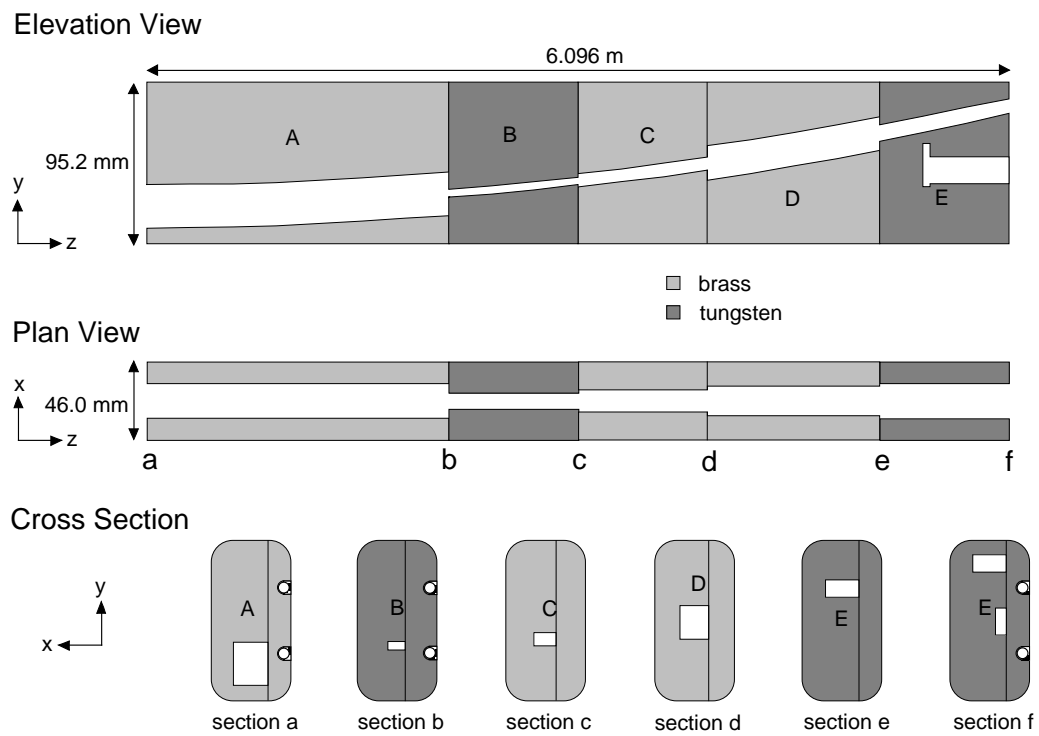 Elevation View
6.096 m
A
B
C
95.2 mm
D
E
y
z
brass
tungsten
Plan View
x
46.0 mm
z
a b c d e f
Cross Section
y
x
A B C D E E
section a section b section c section d section e section f